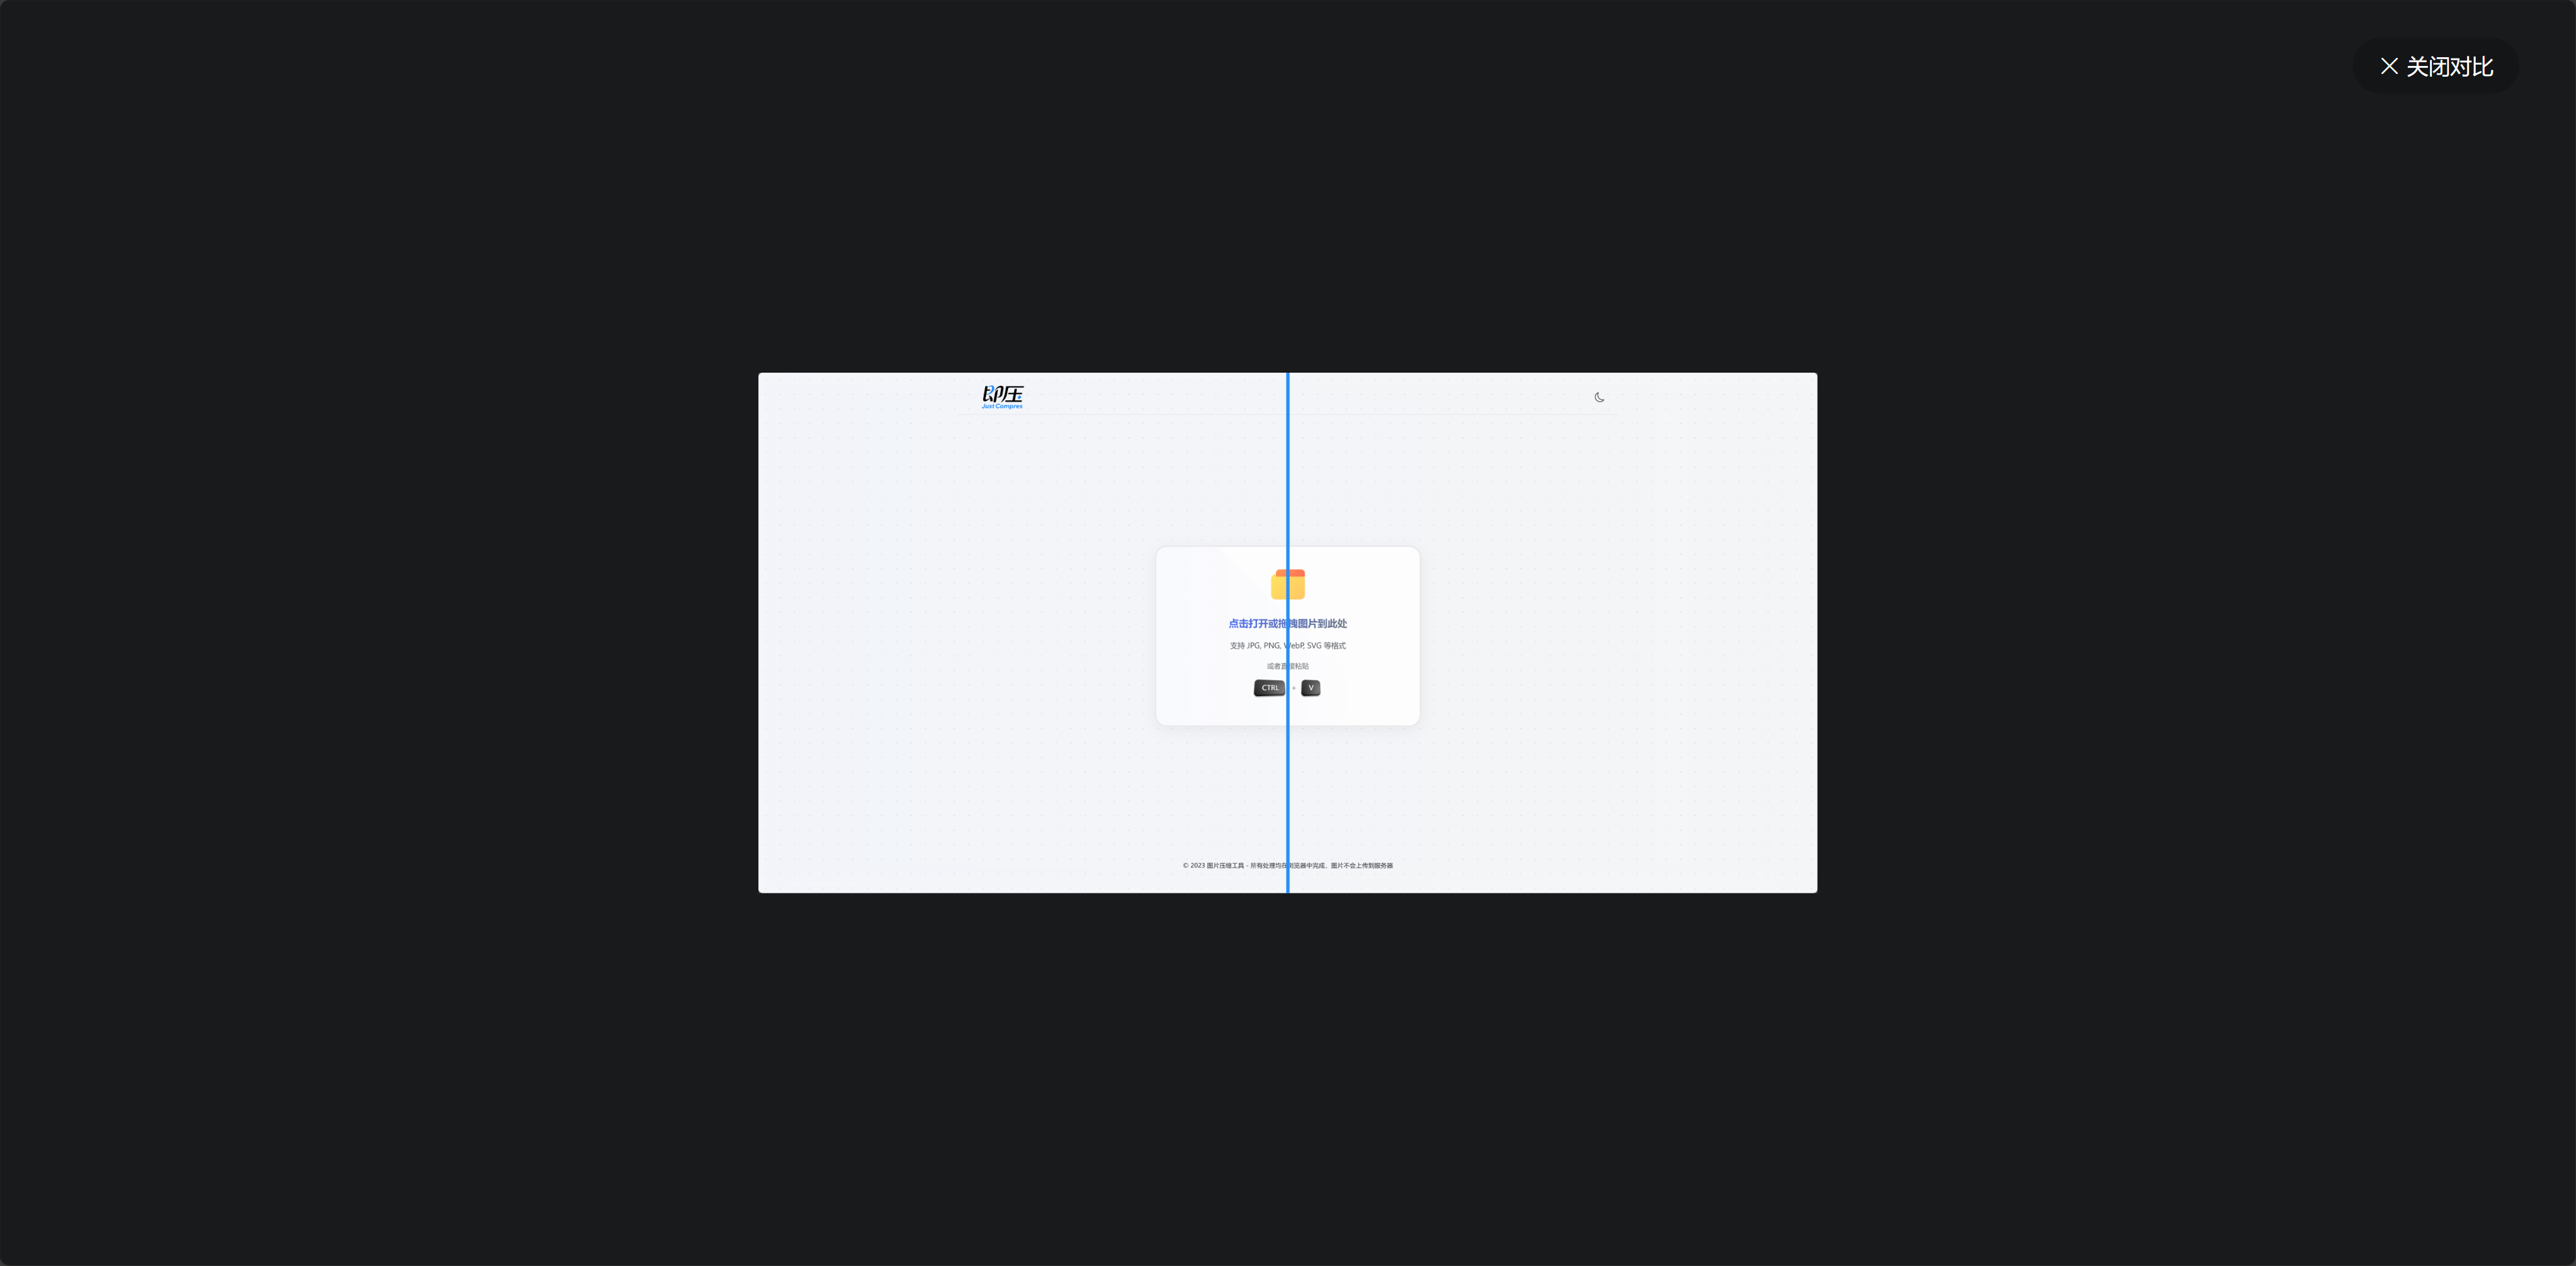 关闭对比
即压
Just Compres
点击打开或拖拽图片到此处
支持 JPG, PNG, WebP, SVG 等格式
或者直接粘贴
CTRL + V
© 2023 图片压缩工具 - 所有处理均在浏览器中完成，图片不会上传到服务器